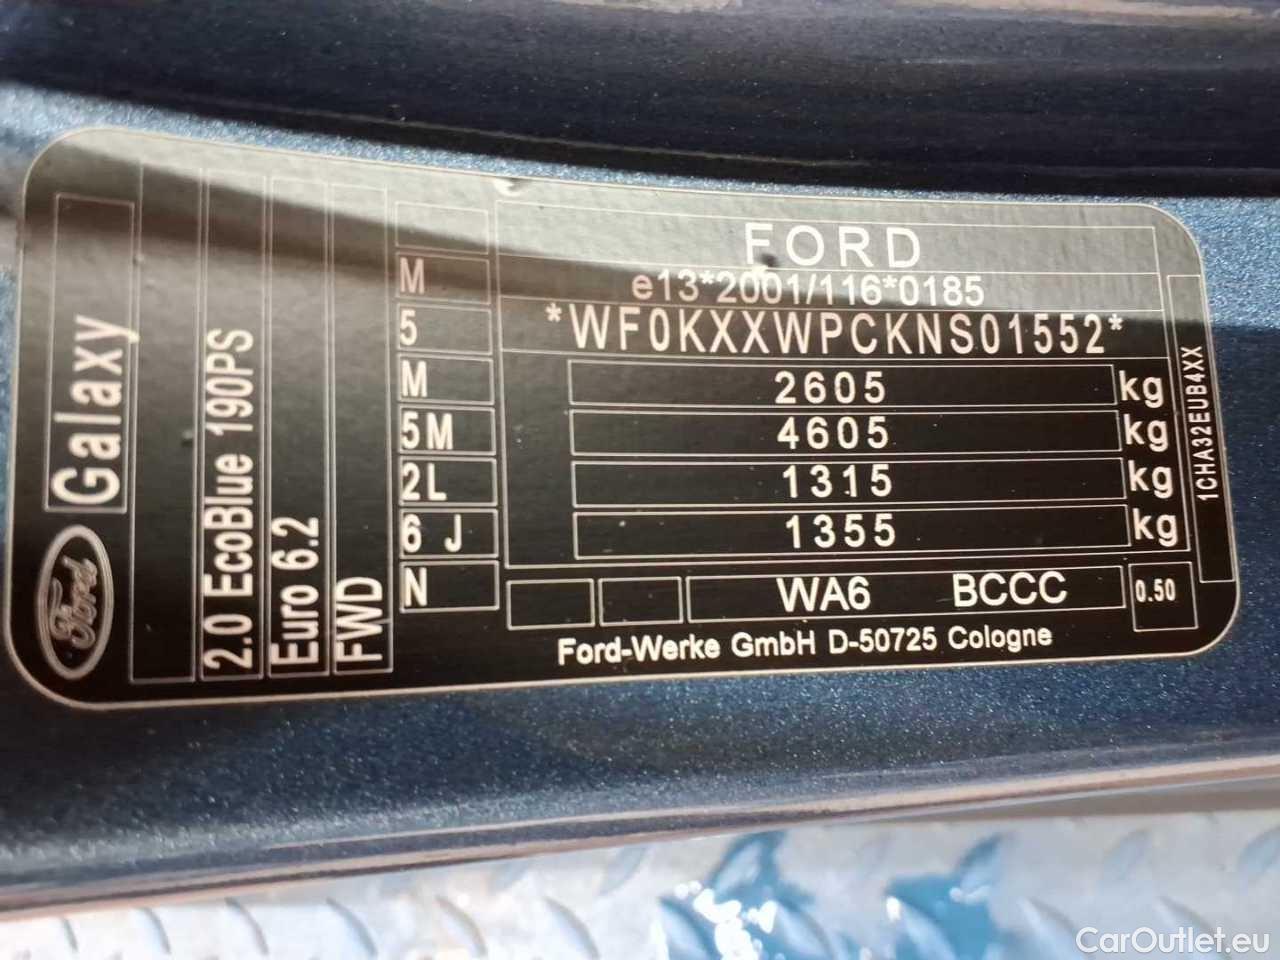 FORD
e13*2001/116*0185
*WF0KXXWPCKNS01552*
2605 kg
4605 kg
1315 kg
1355 kg
WA6 BCCC 0.50
Ford-Werke GmbH D-50725 Cologne
M
5
M
5M
2L
6 J
N
Ford
Galaxy
2.0 EcoBlue 190PS
Euro 6.2
FWD
1CHA32EUB4XX
CarOutlet.eu